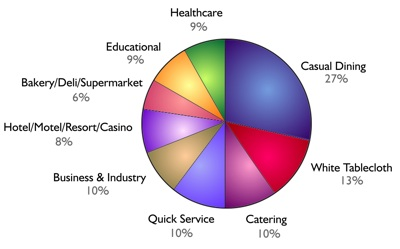 Healthcare
9%
Educational
9%
Bakery/Deli/Supermarket
6%
Hotel/Motel/Resort/Casino
8%
Business & Industry
10%
Quick Service
10%
Catering
10%
White Tablecloth
13%
Casual Dining
27%